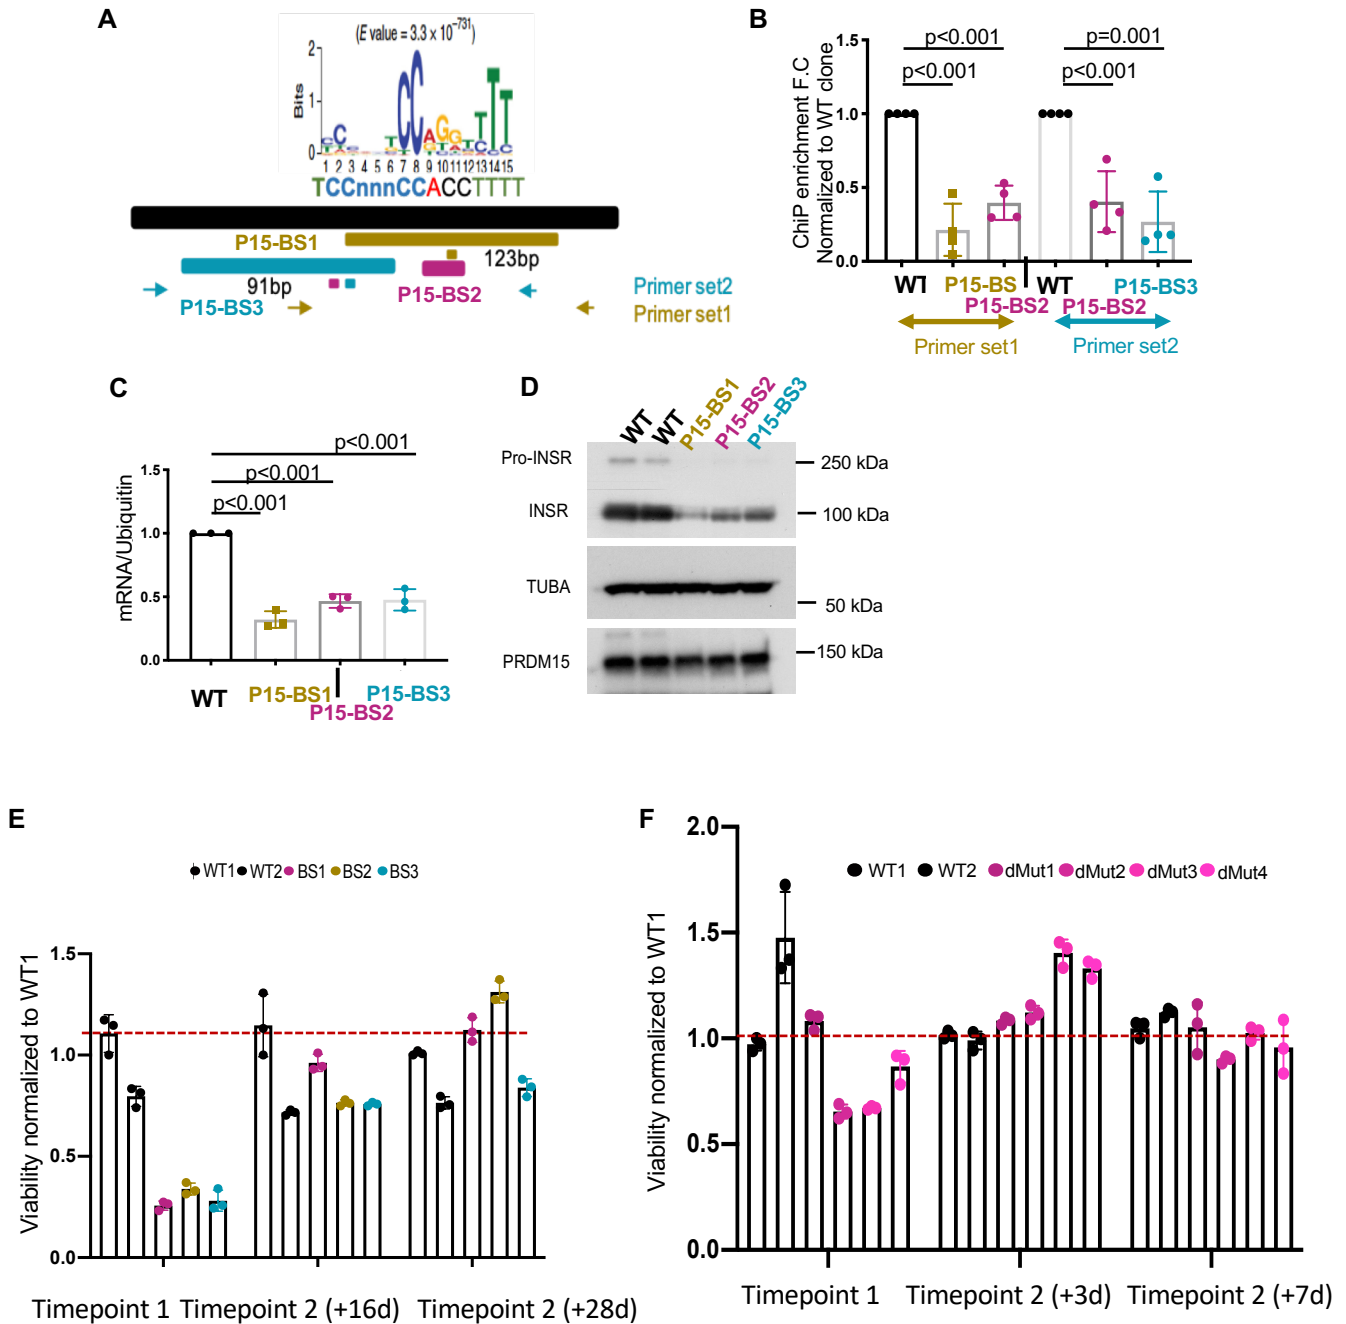 A
(E value = 3.3 x 10⁻⁷³¹)
Bits
2
1
0
1 2 3 4 5 6 7 8 9 10 11 12 13 14 15
TCCnnnCCACCTTTT
P15-BS1
123bp
91bp
P15-BS2
P15-BS3
Primer set2
Primer set1
B
ChiP enrichment F.C
Normalized to WT clone
1.5
1.0
0.5
0.0
p<0.001
p<0.001
p=0.001
p<0.001
WT
P15-BS
P15-BS2
WT
P15-BS2
P15-BS3
Primer set1
Primer set2
C
mRNA/Ubiquitin
1.5
1.0
0.5
0.0
p<0.001
p<0.001
p<0.001
WT
P15-BS1
P15-BS2
P15-BS3
D
WT
WT
P15-BS1
P15-BS2
P15-BS3
Pro-INSR
250 kDa
INSR
100 kDa
TUBA
50 kDa
PRDM15
150 kDa
E
WT1 WT2 BS1 BS2 BS3
Viability normalized to WT1
1.5
1.0
0.5
0.0
Timepoint 1 Timepoint 2 (+16d) Timepoint 2 (+28d)
F
WT1 WT2 dMut1 dMut2 dMut3 dMut4
Viability normalized to WT1
2.0
1.5
1.0
0.5
0.0
Timepoint 1 Timepoint 2 (+3d) Timepoint 2 (+7d)